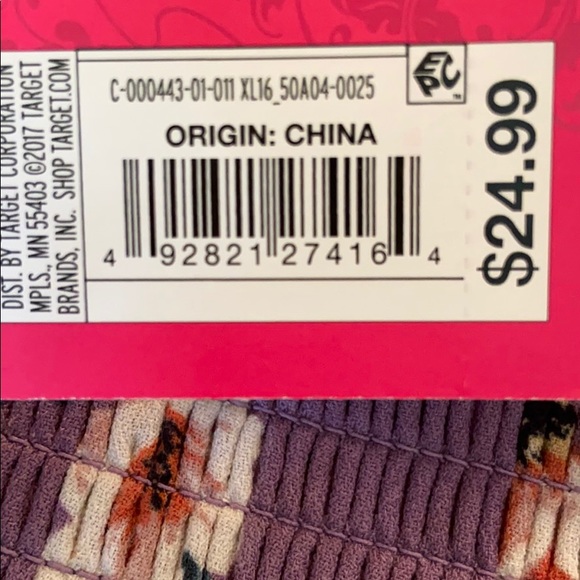 DIST. BY TARGET CORPORATION
MPLS., MN 55403 ©2017 TARGET
BRANDS, INC. SHOP TARGET.COM
C-000443-01-011 XL16_50A04-0025
EPC™
ORIGIN: CHINA
4 92821 27416 4
$24.99